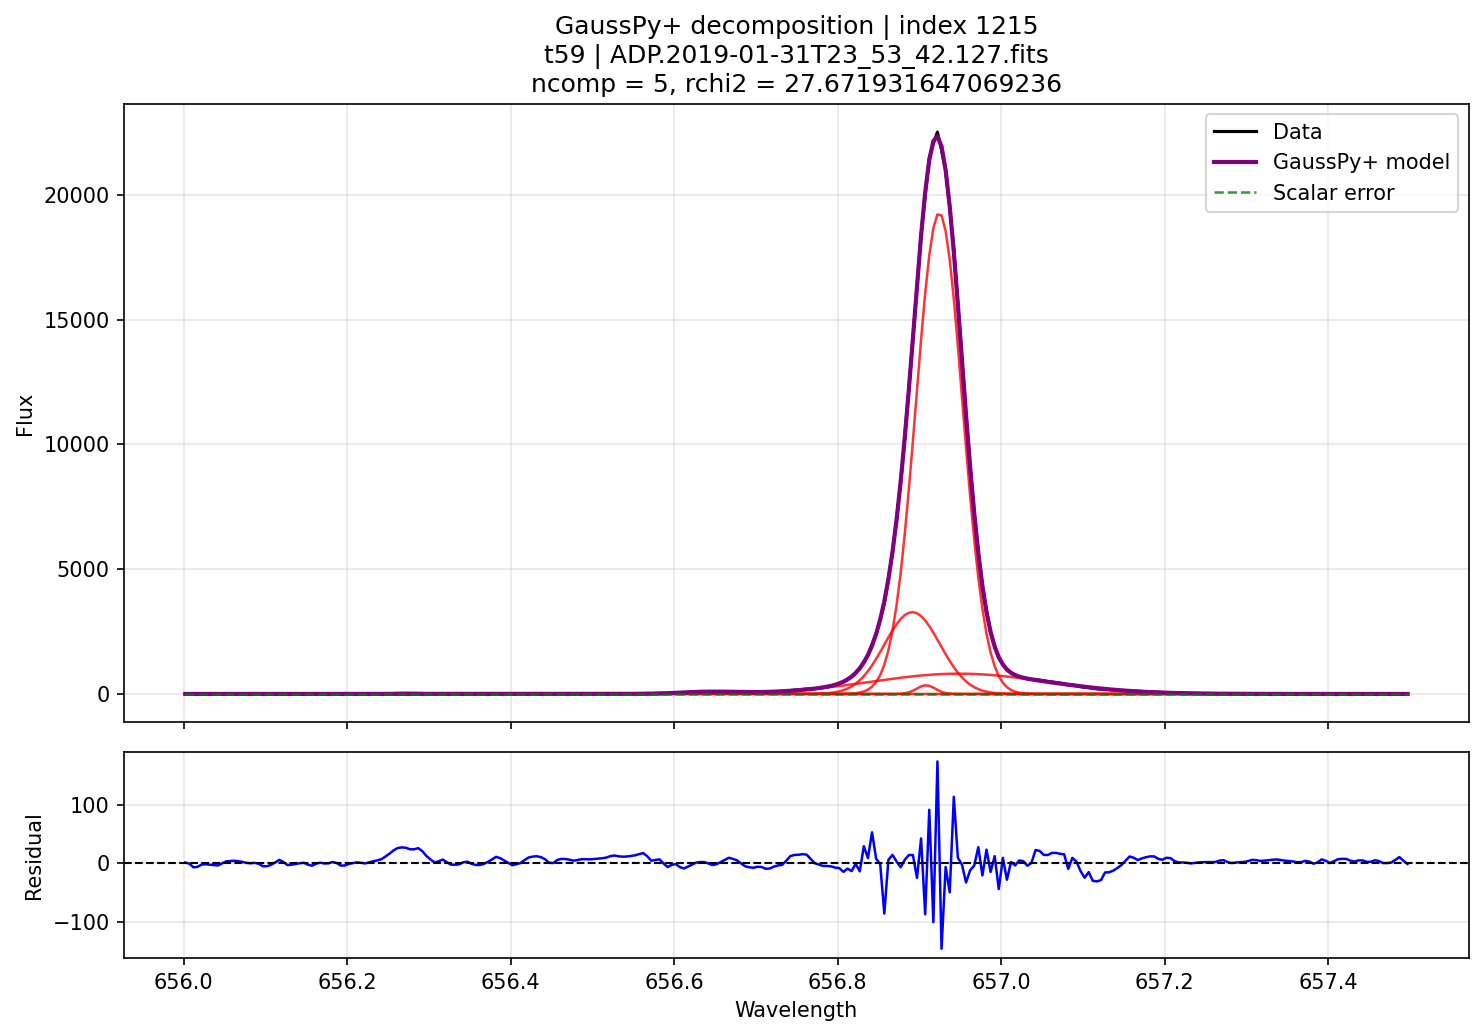 GaussPy+ decomposition | index 1215
t59 | ADP.2019-01-31T23_53_42.127.fits
ncomp = 5, rchi2 = 27.671931647069236
Data
GaussPy+ model
Scalar error
Flux
20000
15000
10000
5000
0
Residual
100
0
−100
656.0 656.2 656.4 656.6 656.8 657.0 657.2 657.4
Wavelength